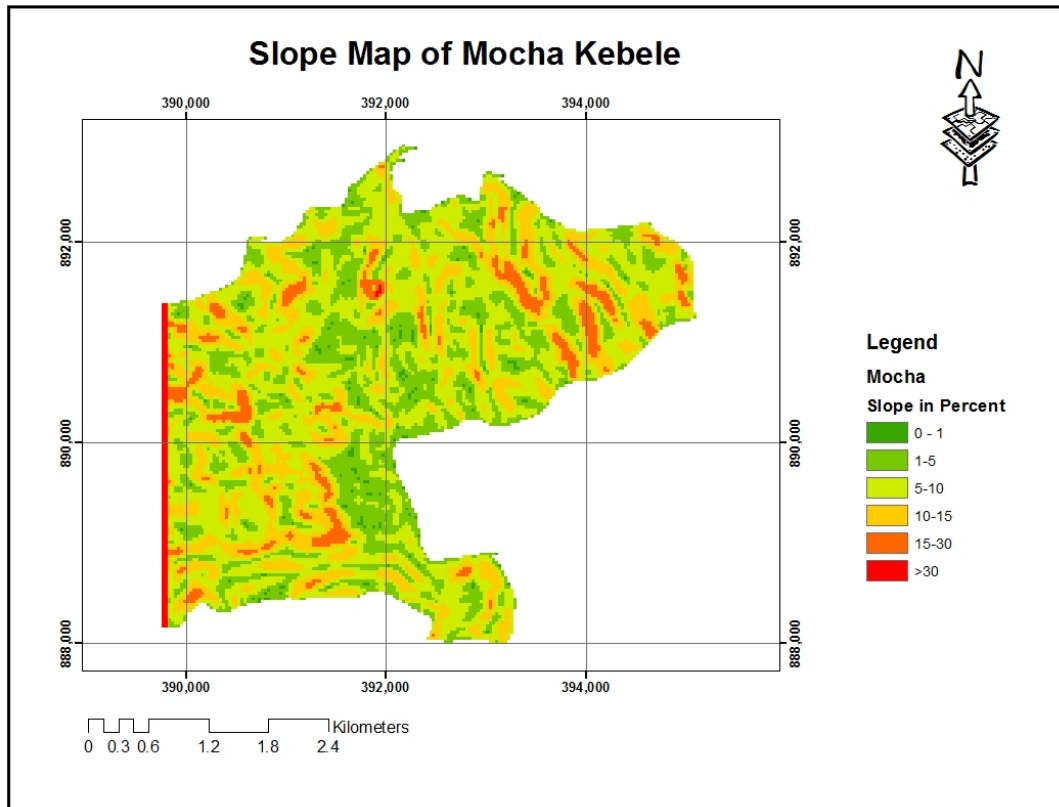 Slope Map of Mocha Kebele
N
390,000 392,000 394,000
892,000 892,000
890,000 890,000
888,000 888,000
390,000 392,000 394,000
Legend
Mocha
Slope in Percent
0 - 1
1-5
5-10
10-15
15-30
>30
Kilometers
0 0.3 0.6 1.2 1.8 2.4